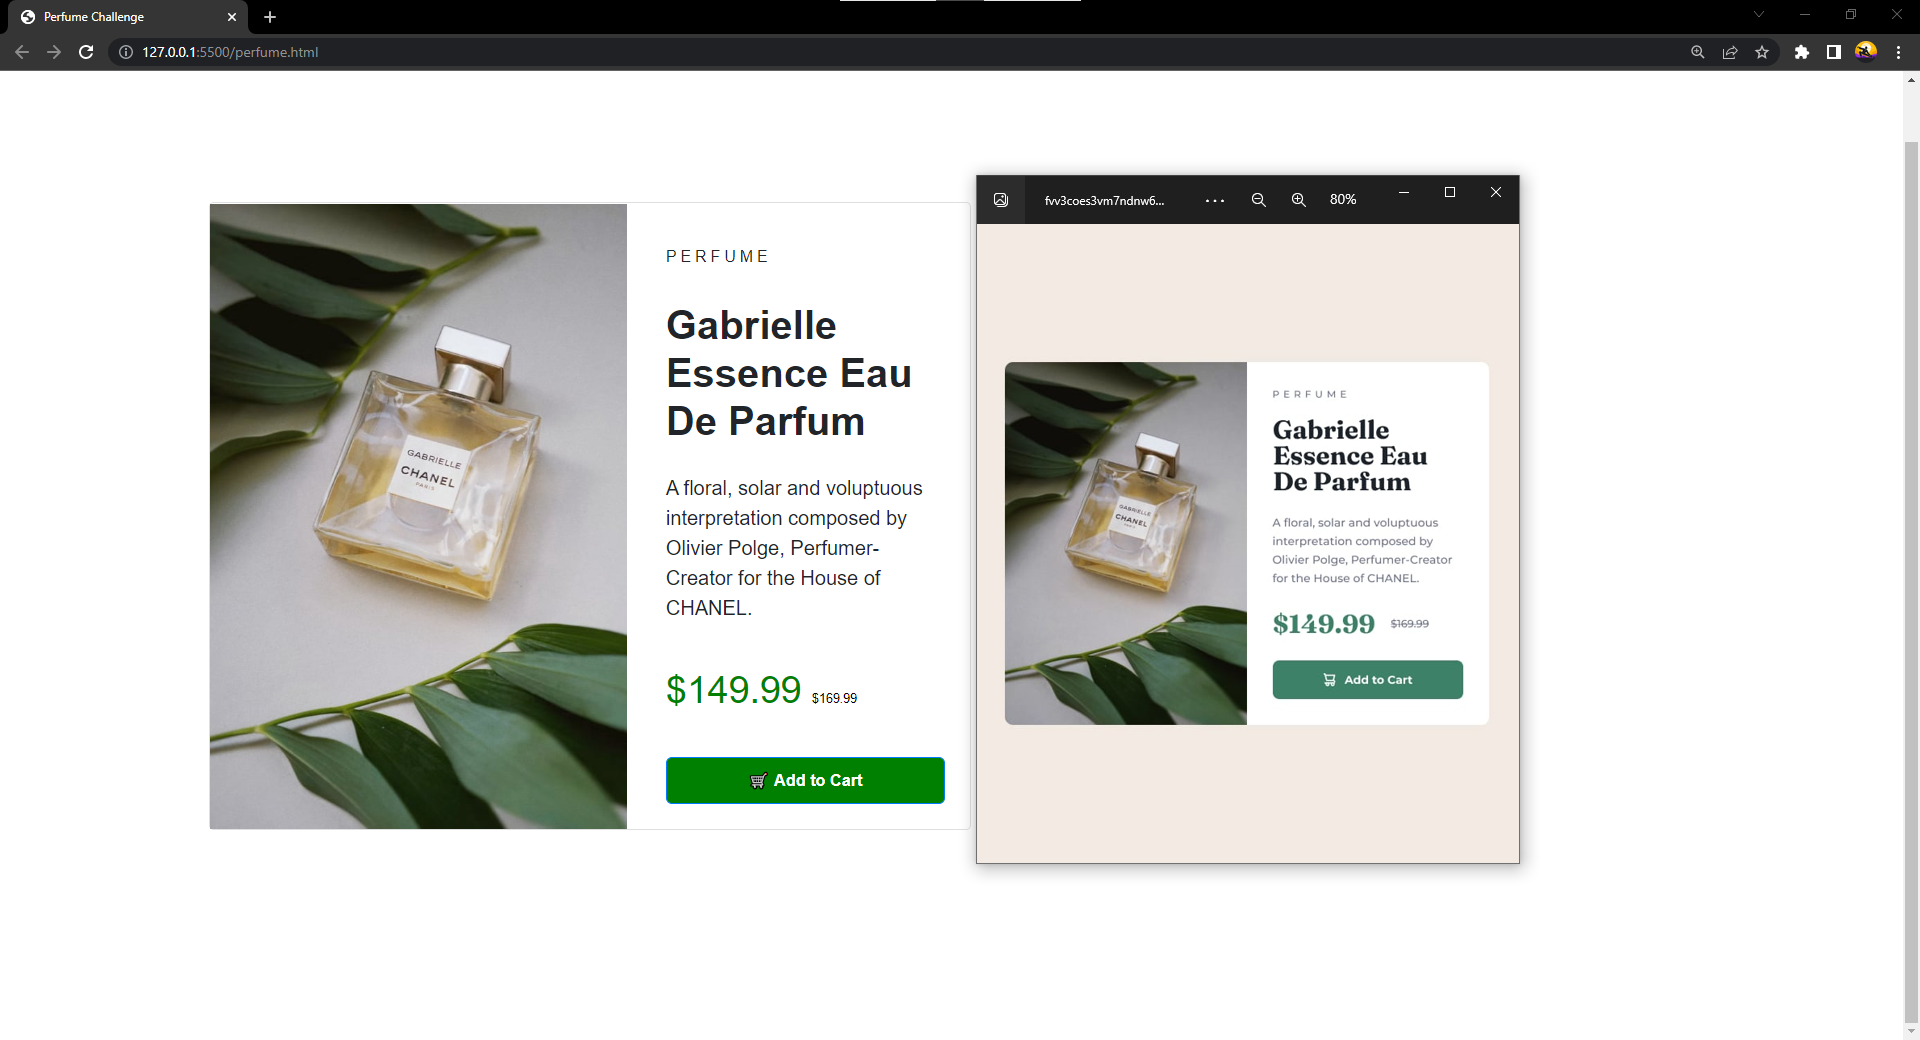 Perfume Challenge
127.0.0.1:5500/perfume.html
PERFUME
Gabrielle
Essence Eau
De Parfum
A floral, solar and voluptuous
interpretation composed by
Olivier Polge, Perfumer-
Creator for the House of
CHANEL.
$149.99 $169.99
🛒 Add to Cart
GABRIELLE
CHANEL
PARIS
fvv3coes3vm7ndnw6...
80%
PERFUME
Gabrielle
Essence Eau
De Parfum
A floral, solar and voluptuous
interpretation composed by
Olivier Polge, Perfumer-Creator
for the House of CHANEL.
$149.99 $169.99
Add to Cart
GABRIELLE
CHANEL
PARIS